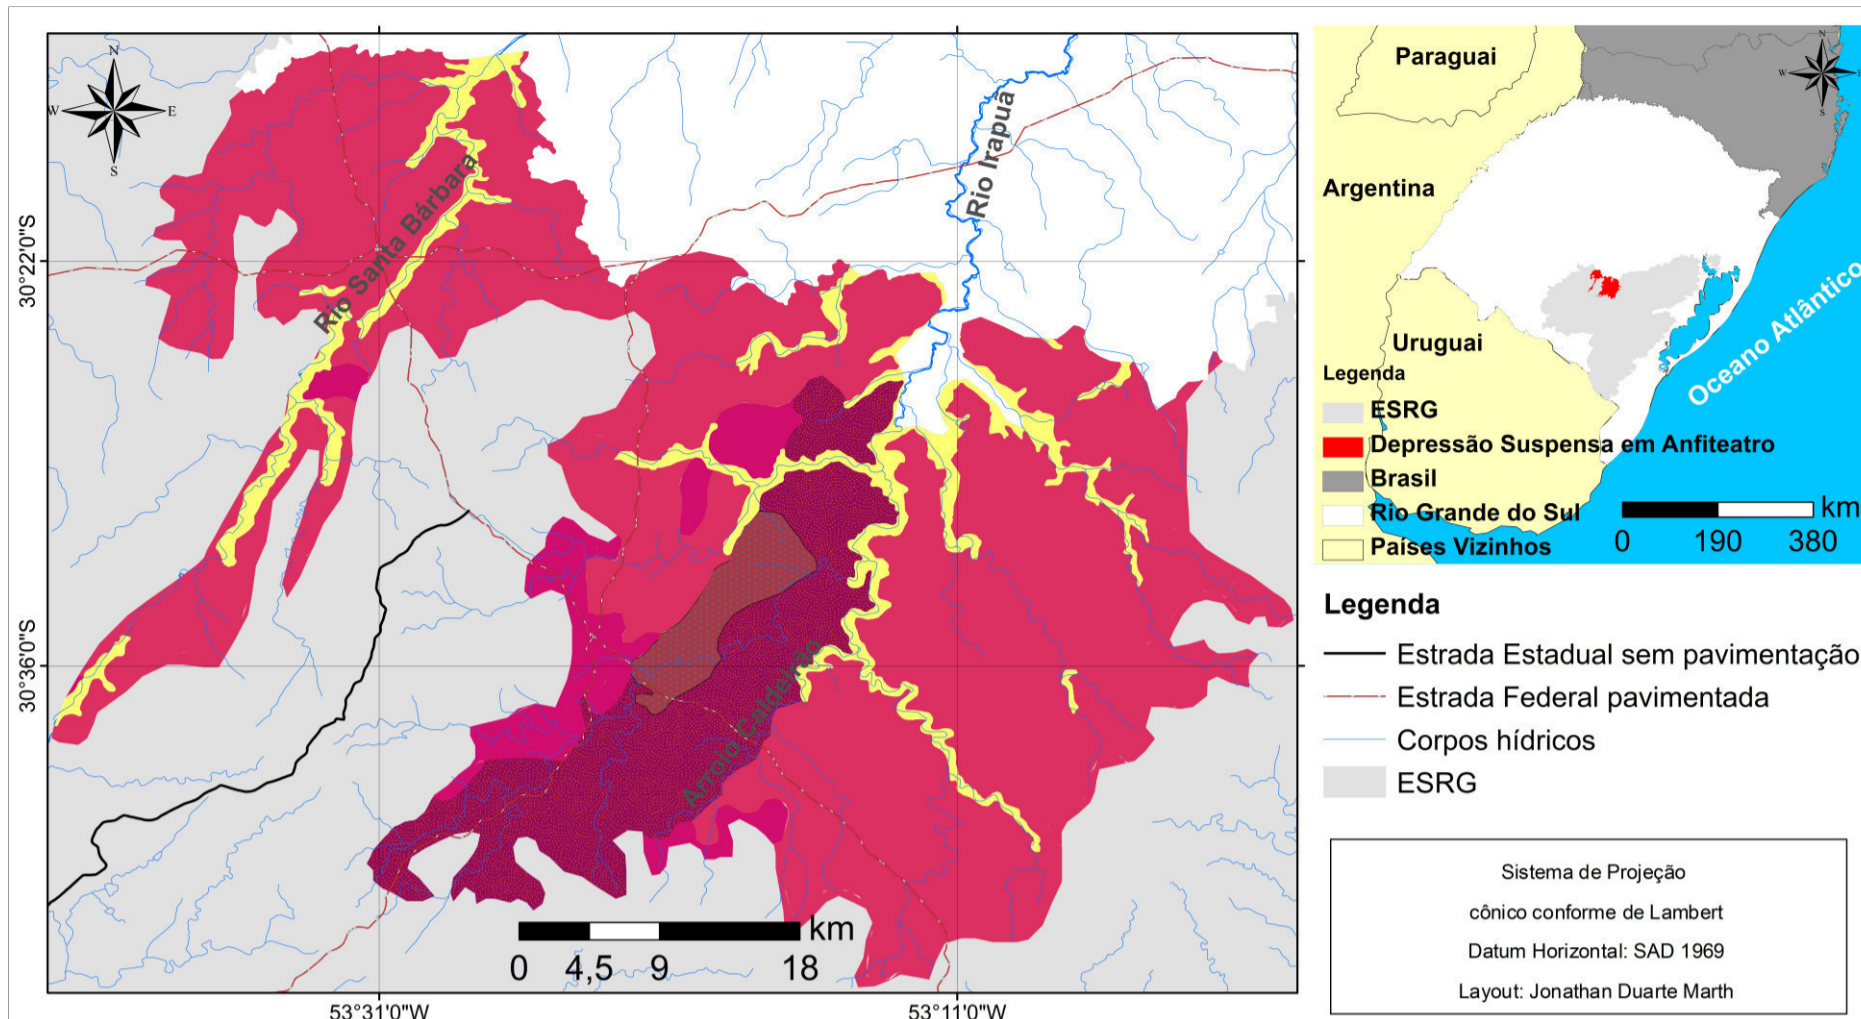 N
W
E
S
Rio Santa Bárbara
Rio Irapuã
Arroio Caldeirão
30°22'0"S
30°36'0"S
53°31'0"W
53°11'0"W
km
0 4,5 9 18
Paraguai
N
W
S
Argentina
Uruguai
Oceano Atlântico
Legenda
ESRG
Depressão Suspensa em Anfiteatro
Brasil
Rio Grande do Sul
Países Vizinhos
km
0 190 380
Legenda
Estrada Estadual sem pavimentação
Estrada Federal pavimentada
Corpos hídricos
ESRG
Sistema de Projeção
cônico conforme de Lambert
Datum Horizontal: SAD 1969
Layout: Jonathan Duarte Marth